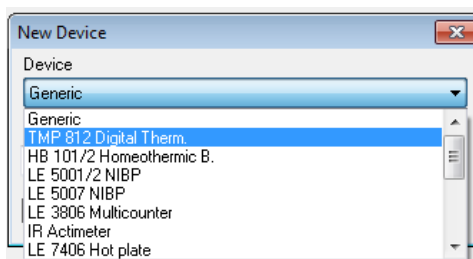 New Device
Device
Generic
Generic
TMP 812 Digital Therm.
HB 101/2 Homeothermic B.
LE 5001/2 NIBP
LE 5007 NIBP
LE 3806 Multicounter
IR Actimeter
LE 7406 Hot plate